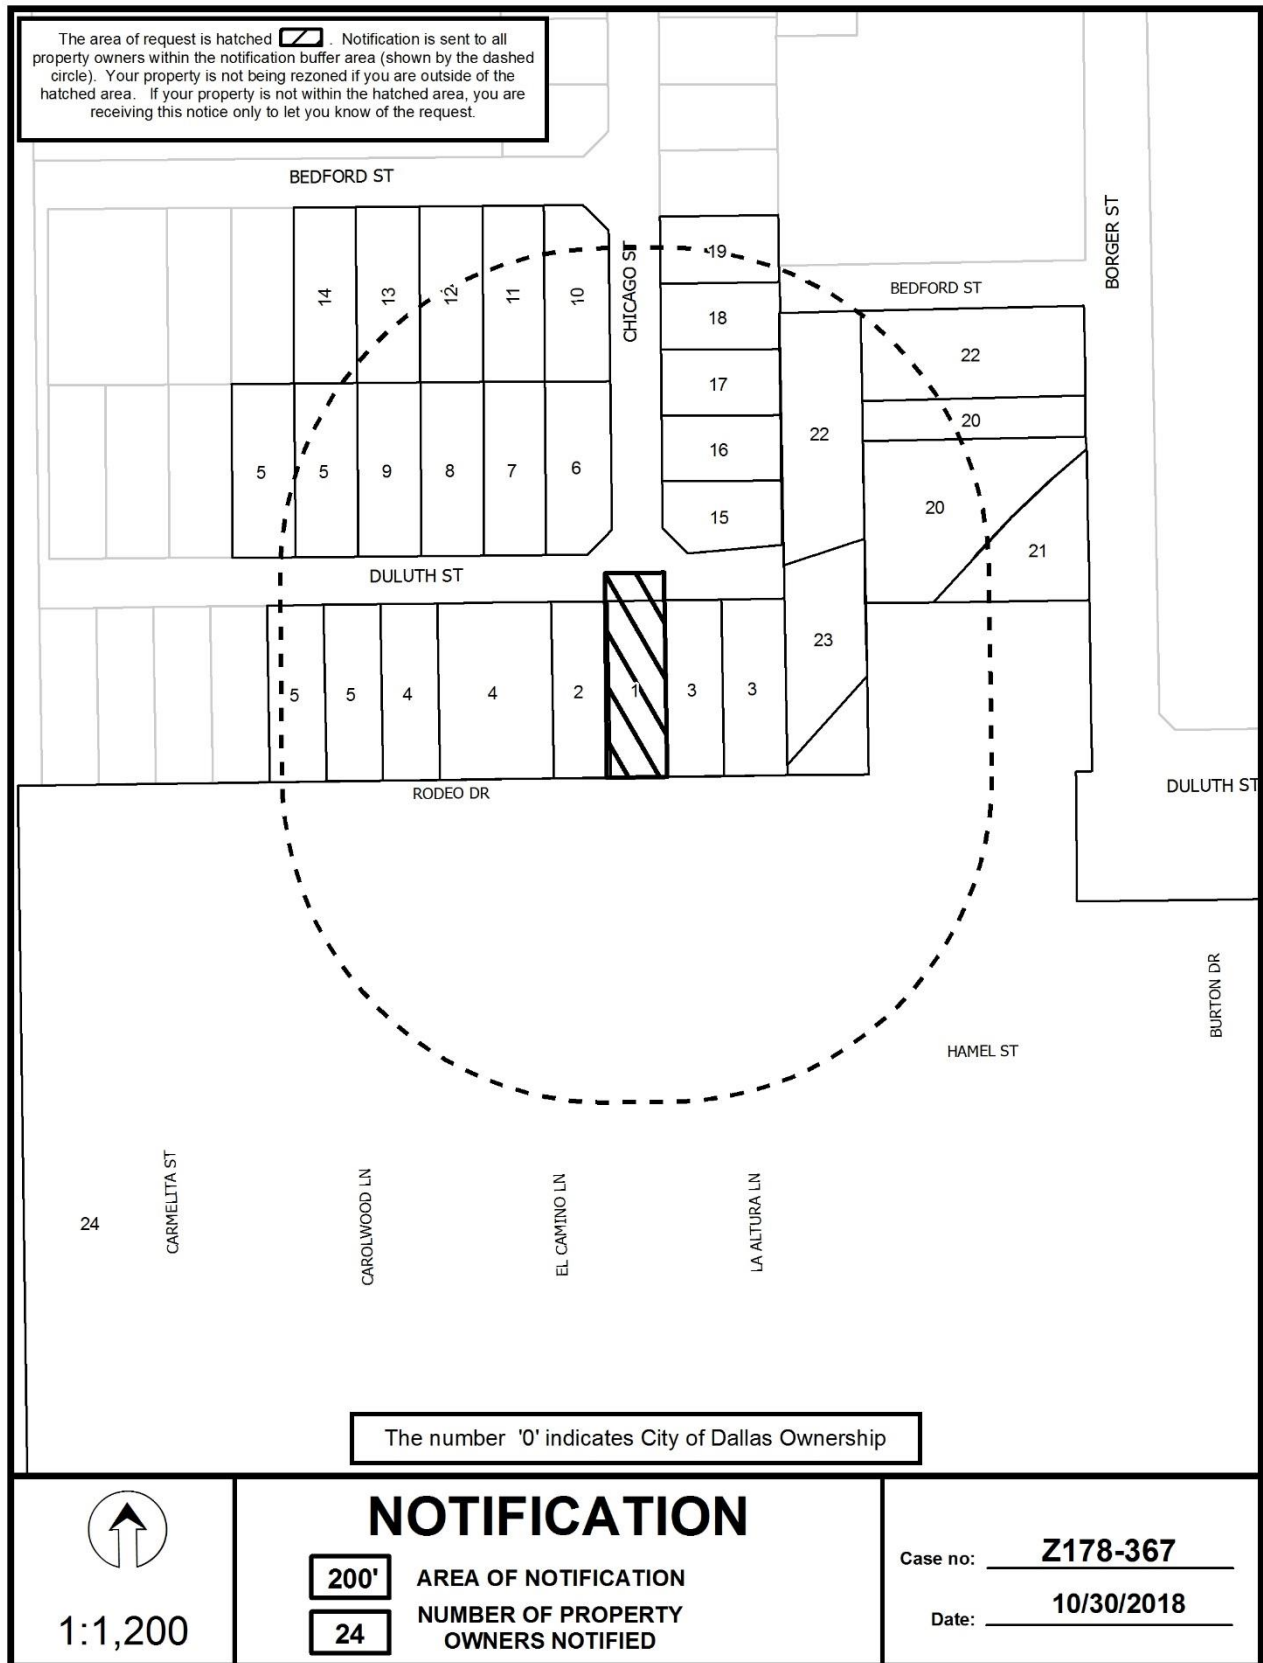 The area of request is hatched . Notification is sent to all
property owners within the notification buffer area (shown by the dashed
circle). Your property is not being rezoned if you are outside of the
hatched area. If your property is not within the hatched area, you are
receiving this notice only to let you know of the request.
BEDFORD ST
BORGER ST
CHICAGO ST
19
BEDFORD ST
14
13
12
11
10
18
22
17
20
22
16
5
5
9
8
7
6
20
15
21
DULUTH ST
23
5
5
4
4
2
1
3
3
RODEO DR
DULUTH ST
BURTON DR
HAMEL ST
24
CARMELITA ST
CAROLWOOD LN
EL CAMINO LN
LA ALTURA LN
The number '0' indicates City of Dallas Ownership
1:1,200
NOTIFICATION
200' AREA OF NOTIFICATION
24 NUMBER OF PROPERTY
OWNERS NOTIFIED
Case no: Z178-367
Date: 10/30/2018